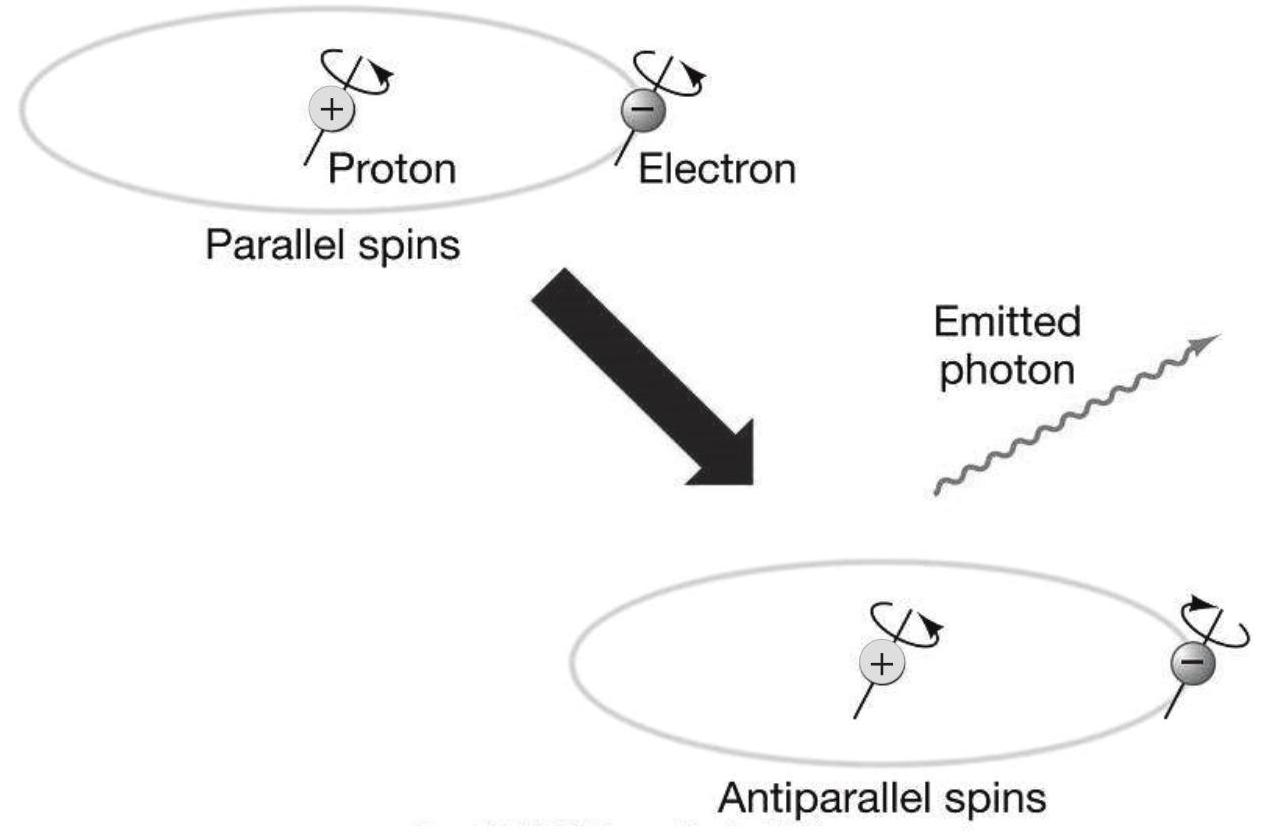 +
−
Proton
Electron
Parallel spins
Emitted
photon
+
−
Antiparallel spins